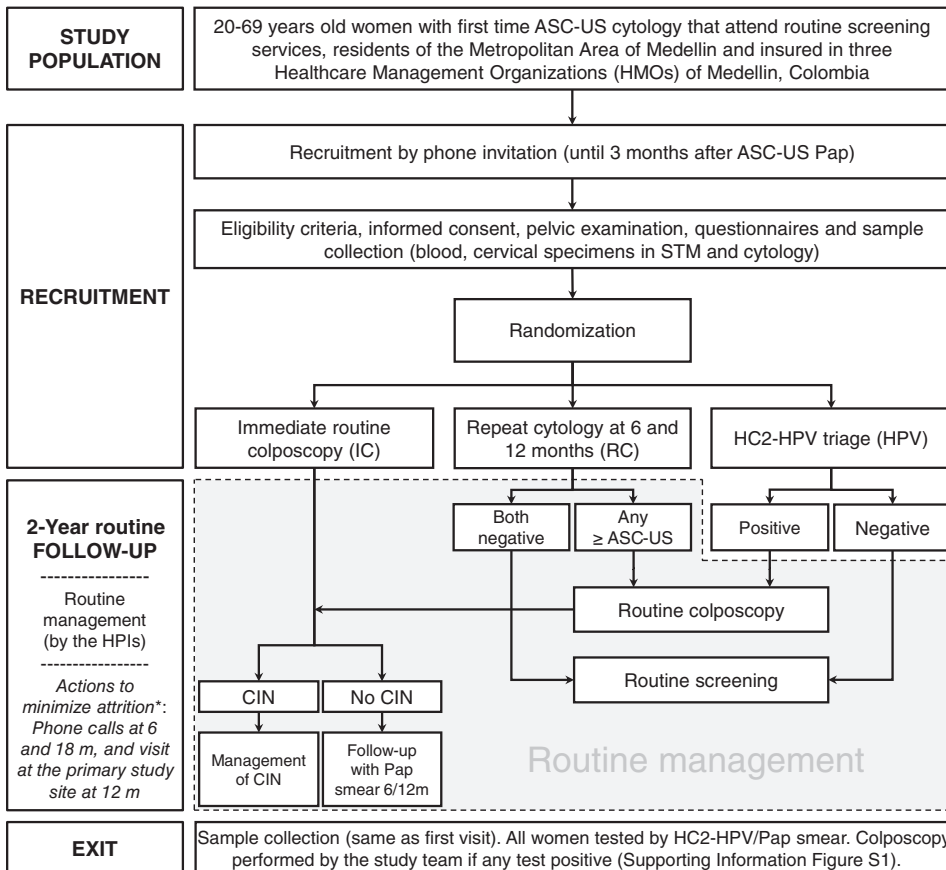 STUDY
POPULATION
20-69 years old women with first time ASC-US cytology that attend routine screening
services, residents of the Metropolitan Area of Medellin and insured in three
Healthcare Management Organizations (HMOs) of Medellin, Colombia
RECRUITMENT
Recruitment by phone invitation (until 3 months after ASC-US Pap)
Eligibility criteria, informed consent, pelvic examination, questionnaires and sample
collection (blood, cervical specimens in STM and cytology)
Randomization
Immediate routine
colposcopy (IC)
Repeat cytology at 6 and
12 months (RC)
HC2-HPV triage (HPV)
2-Year routine
FOLLOW-UP
--------------
Routine
management
(by the HPIs)
--------------
Actions to
minimize attrition*:
Phone calls at 6
and 18 m, and visit
at the primary study
site at 12 m
Both
negative
Any
≥ ASC-US
Positive
Negative
Routine colposcopy
Routine screening
CIN
No CIN
Management
of CIN
Follow-up
with Pap
smear 6/12m
Routine management
EXIT
Sample collection (same as first visit). All women tested by HC2-HPV/Pap smear. Colposcopy
performed by the study team if any test positive (Supporting Information Figure S1).